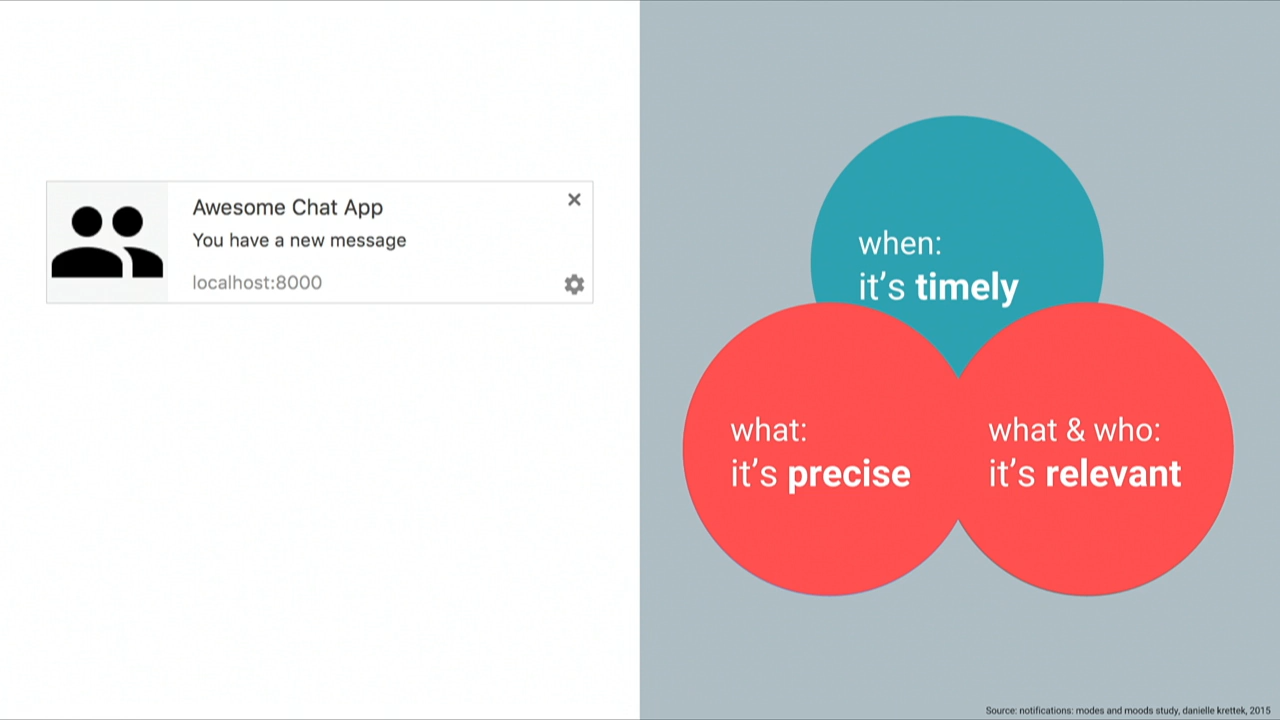 Awesome Chat App
You have a new message
localhost:8000
when:
it's timely
what:
it's precise
what & who:
it's relevant
Source: notifications: modes and moods study, danielle krettek, 2015